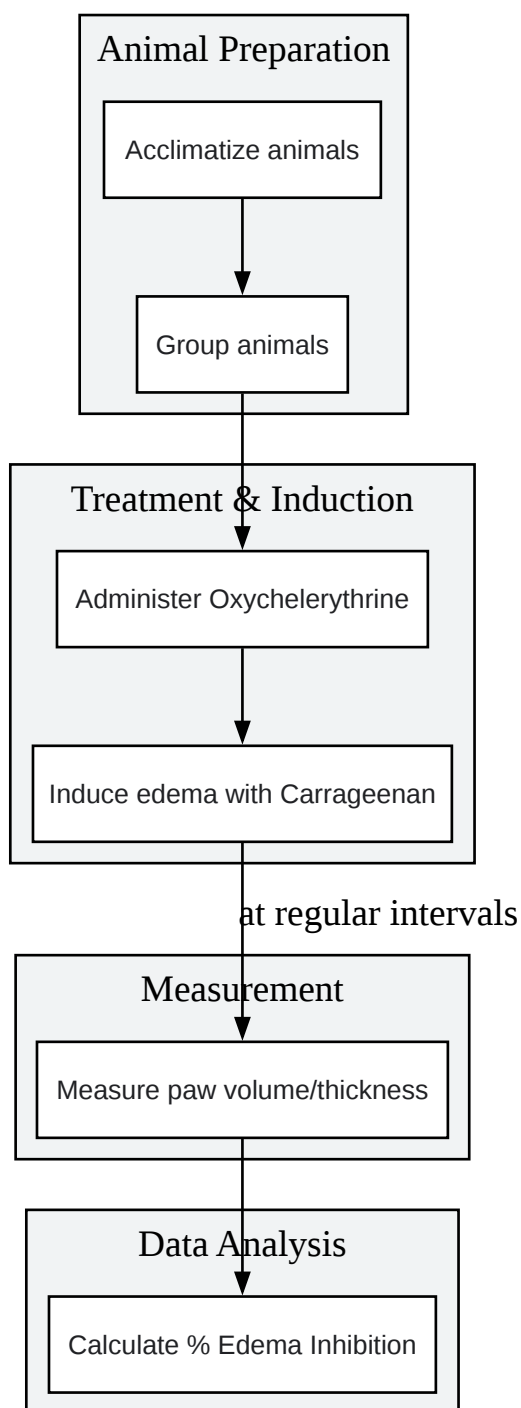 Animal Preparation
Acclimatize animals
Group animals
Treatment & Induction
Administer Oxychelerythrine
Induce edema with Carrageenan
at regular intervals
Measurement
Measure paw volume/thickness
Data Analysis
Calculate % Edema Inhibition